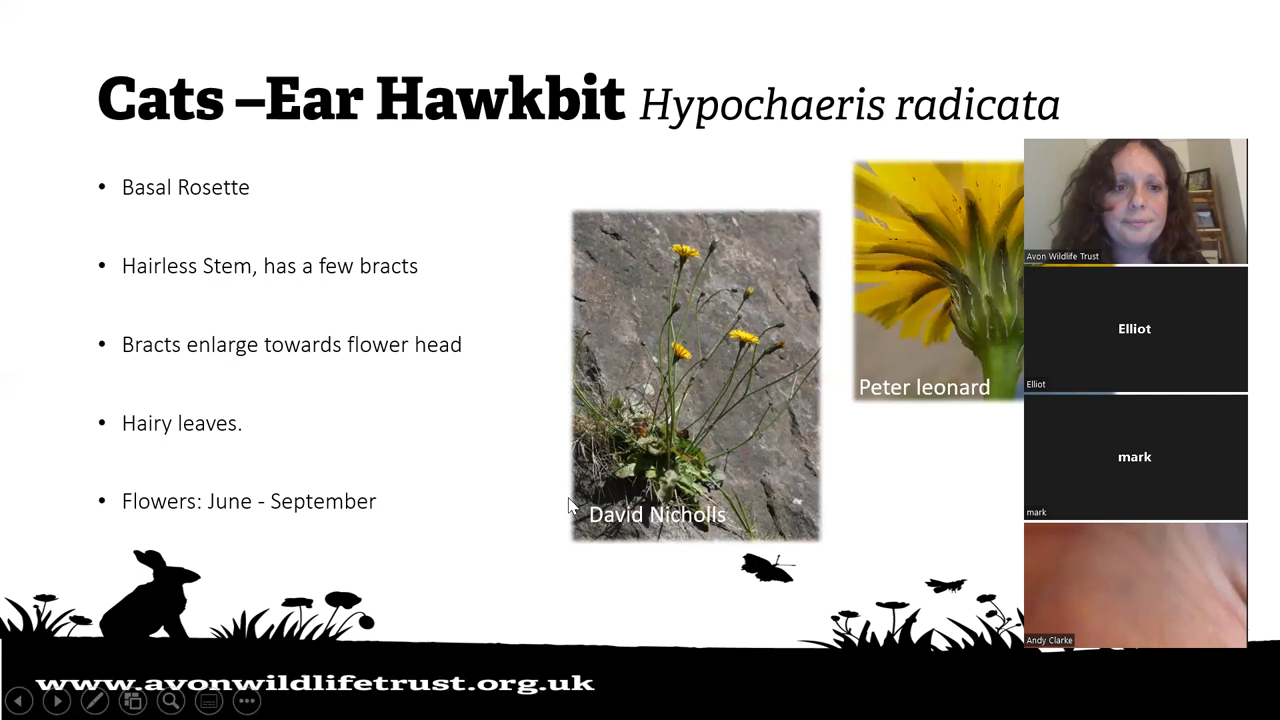 Cats –Ear Hawkbit Hypochaeris radicata
• Basal Rosette
• Hairless Stem, has a few bracts
• Bracts enlarge towards flower head
• Hairy leaves.
• Flowers: June - September
David Nicholls
Peter leonard
Avon Wildlife Trust
Elliot
Elliot
mark
mark
Andy Clarke
www.avonwildlifetrust.org.uk